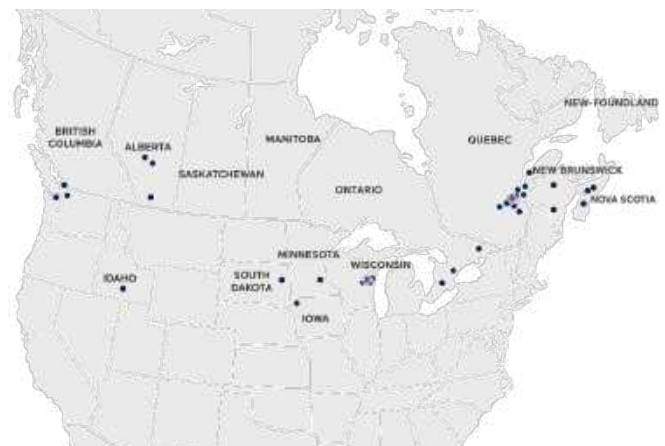 NEW-FOUNDLAND
BRITISH
COLUMBIA
ALBERTA
MANITOBA
QUEBEC
SASKATCHEWAN
NEW BRUNSWICK
ONTARIO
NOVA SCOTIA
MINNESOTA
WISCONSIN
IDAHO
SOUTH
DAKOTA
IOWA